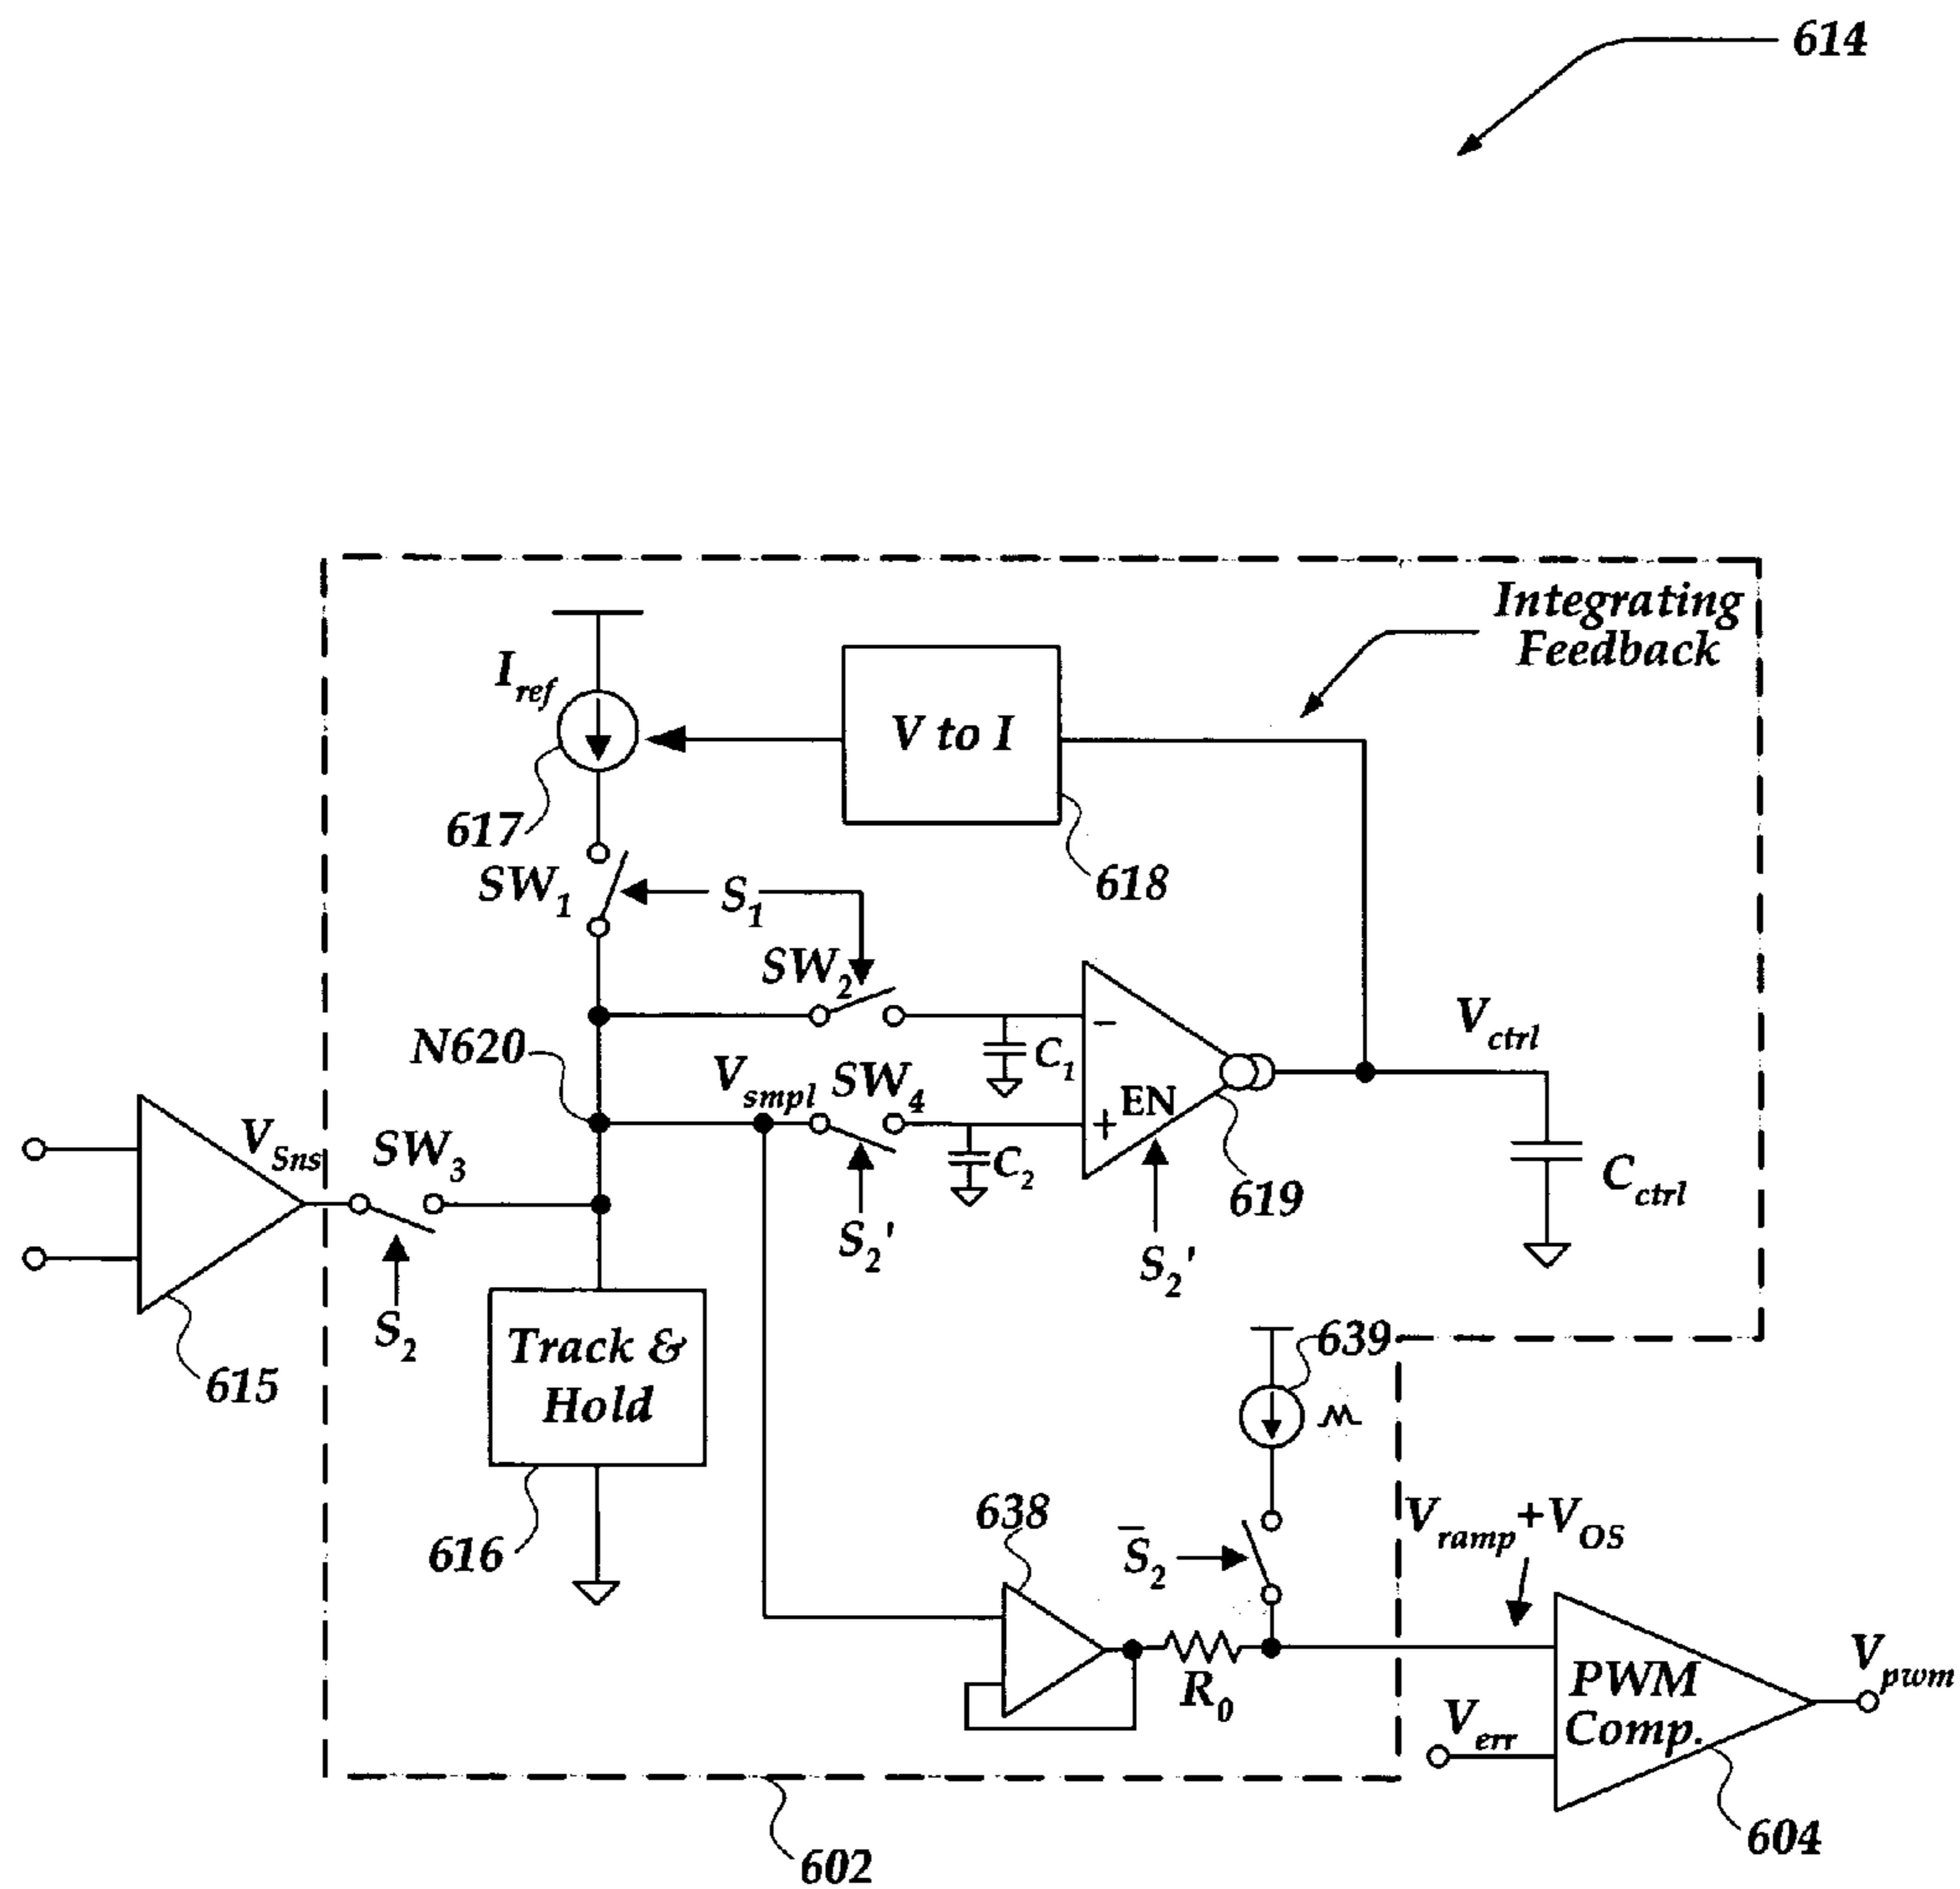 614
Integrating
Feedback
I_ref
V to I
617
SW_1
S_1
618
SW_2
N620
V_smpl
SW_4
C_1
EN
−
+
V_ctrl
V_Sns
SW_3
C_2
619
C_ctrl
S_2'
S_2'
S_2
615
Track &
Hold
639
616
638
S̅_2
V_ramp+V_OS
R_0
PWM
Comp.
V_pwm
V_err
604
602